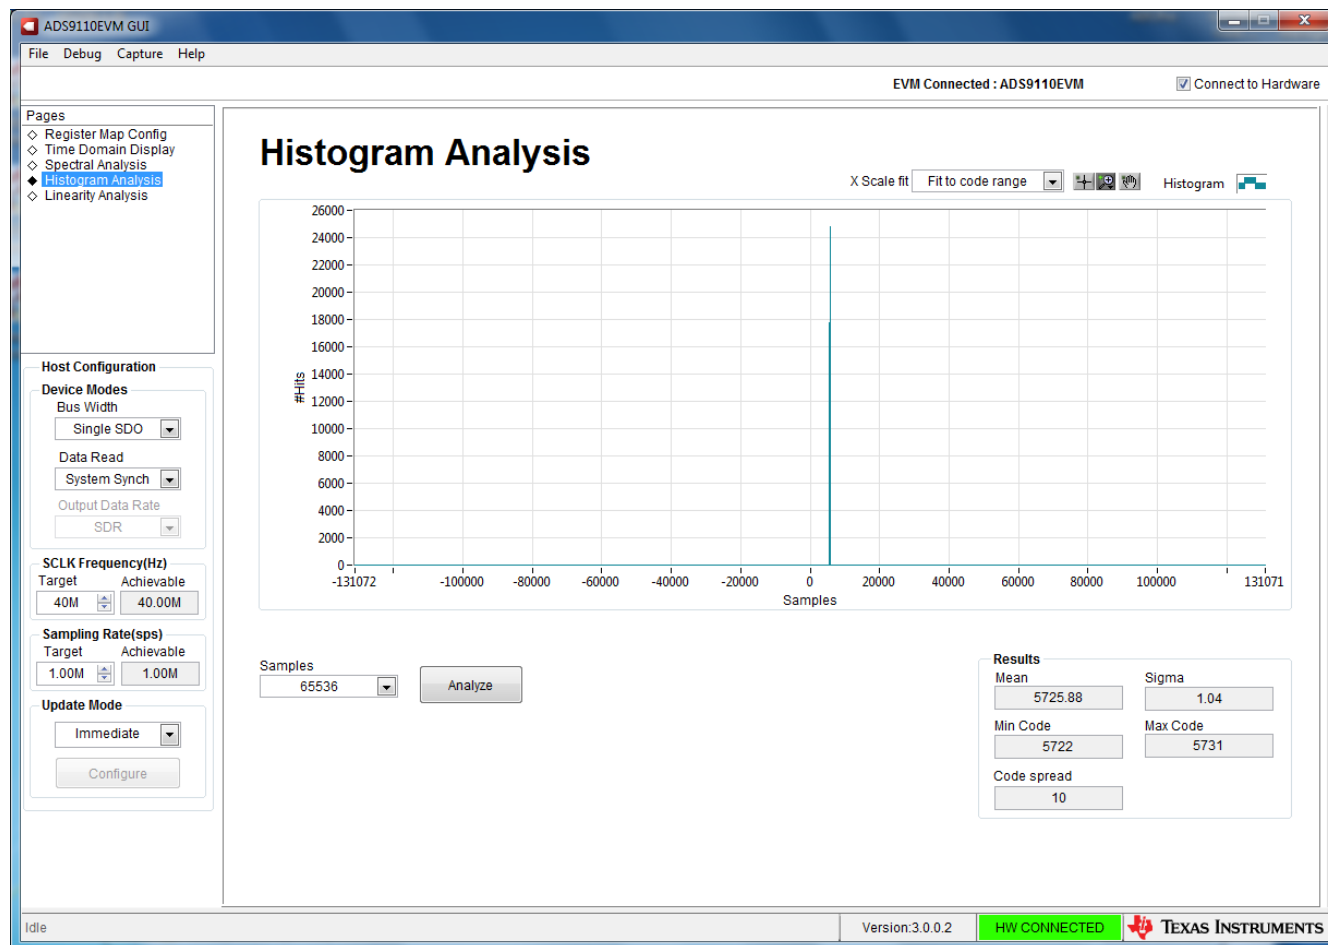 ADS9110EVM GUI
File Debug Capture Help
EVM Connected : ADS9110EVM
Connect to Hardware
Pages
Register Map Config
Time Domain Display
Spectral Analysis
Histogram Analysis
Linearity Analysis
Host Configuration
Device Modes
Bus Width
Single SDO
Data Read
System Synch
Output Data Rate
SDR
SCLK Frequency(Hz)
Target Achievable
40M 40.00M
Sampling Rate(sps)
Target Achievable
1.00M 1.00M
Update Mode
Immediate
Configure
Histogram Analysis
X Scale fit Fit to code range Histogram
26000
24000
22000
20000
18000
16000
14000
12000
10000
8000
6000
4000
2000
0
#Hits
-131072 -100000 -80000 -60000 -40000 -20000 0 20000 40000 60000 80000 100000 131071
Samples
Samples
65536
Analyze
Results
Mean Sigma
5725.88 1.04
Min Code Max Code
5722 5731
Code spread
10
Idle
Version:3.0.0.2
HW CONNECTED
TEXAS INSTRUMENTS